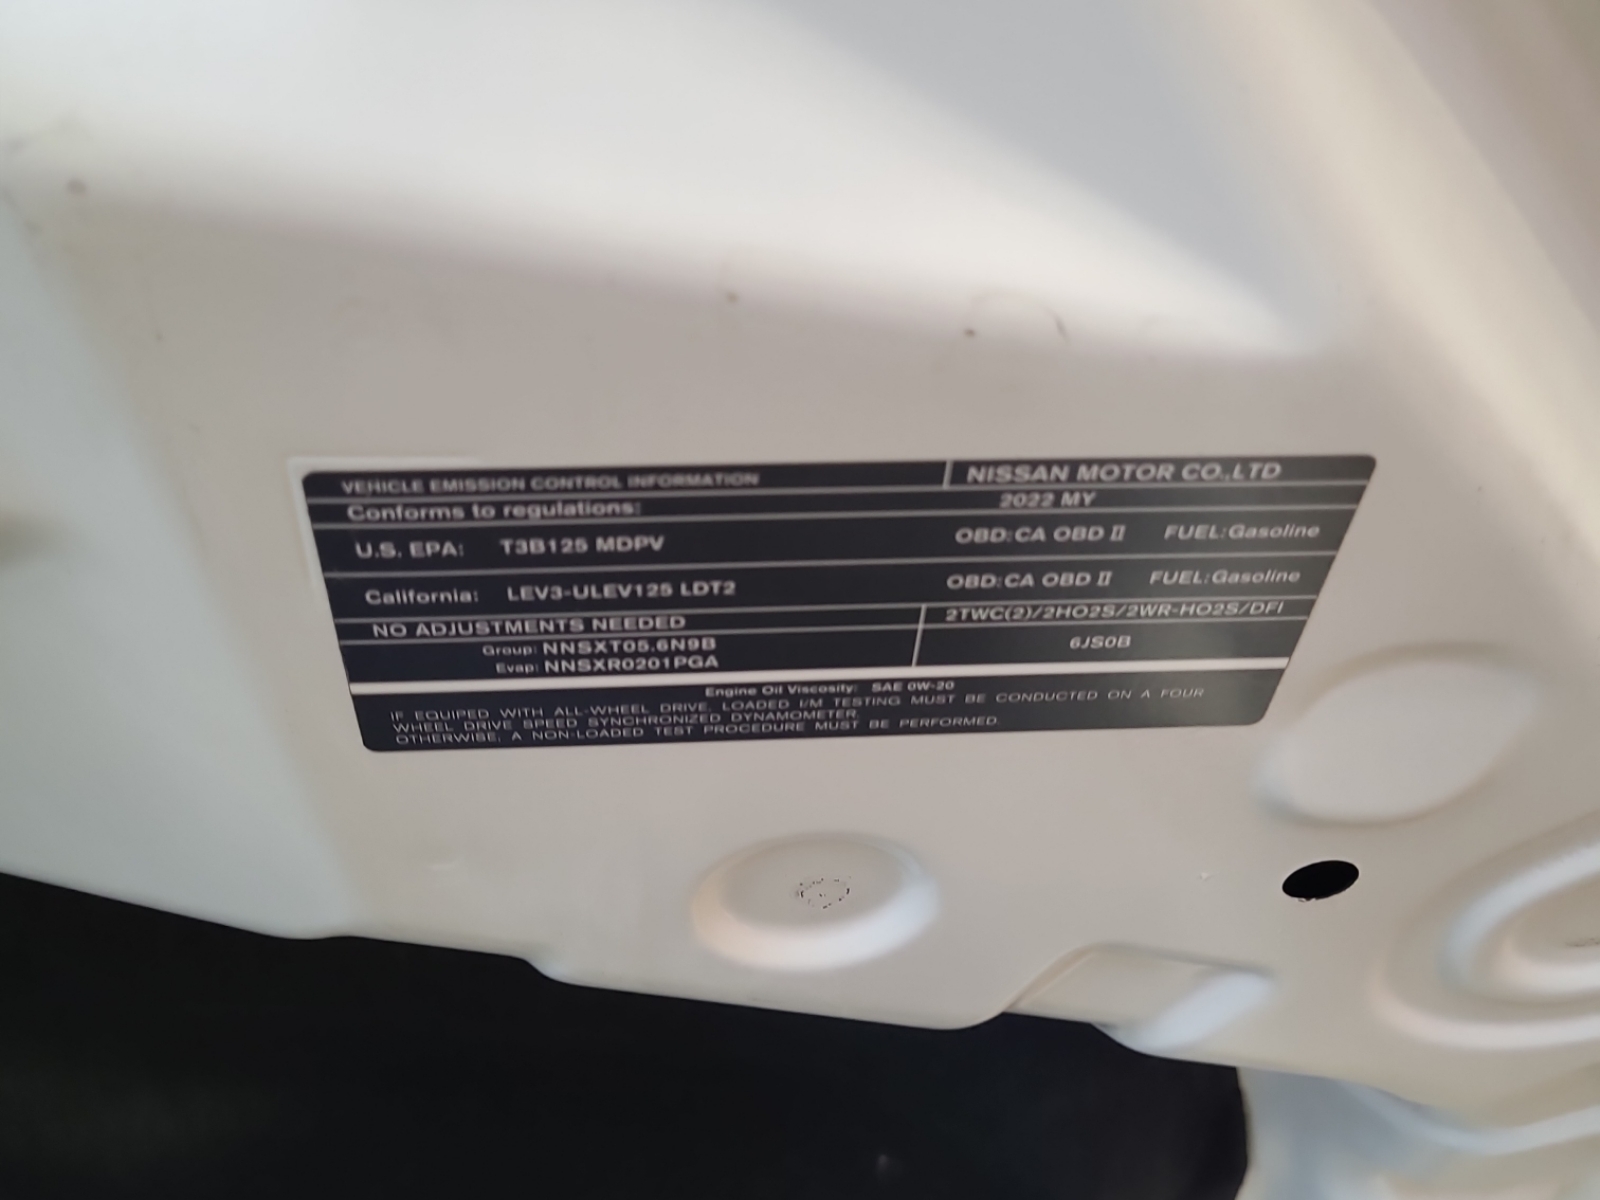 VEHICLE EMISSION CONTROL INFORMATION NISSAN MOTOR CO.,LTD
Conforms to regulations: 2022 MY
U.S. EPA: T3B125 MDPV OBD:CA OBD II FUEL:Gasoline
California: LEV3-ULEV125 LDT2 OBD:CA OBD II FUEL:Gasoline
NO ADJUSTMENTS NEEDED 2TWC(2)/2HO2S/2WR-HO2S/DFI
Group: NNSXT05.6N9B 6JS0B
Evap: NNSXR0201PGA
Engine Oil Viscosity: SAE 0W-20
IF EQUIPED WITH ALL-WHEEL DRIVE, LOADED I/M TESTING MUST BE CONDUCTED ON A FOUR
WHEEL DRIVE SPEED SYNCHRONIZED DYNAMOMETER.
OTHERWISE, A NON-LOADED TEST PROCEDURE MUST BE PERFORMED.